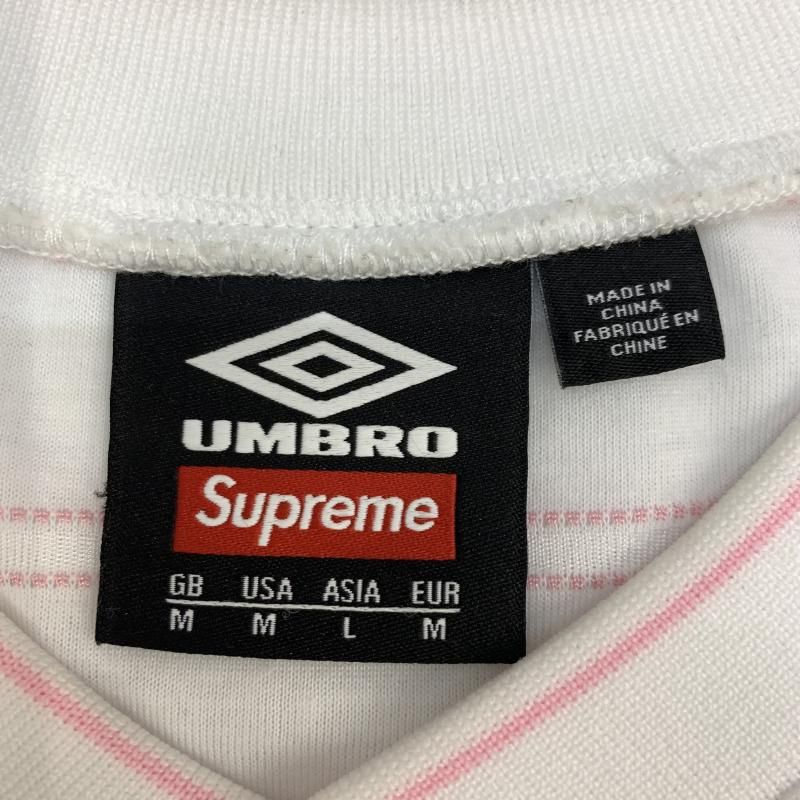 UMBRO
Supreme
GB USA ASIA EUR
M M L M
MADE IN
CHINA
FABRIQUÉ EN
CHINE